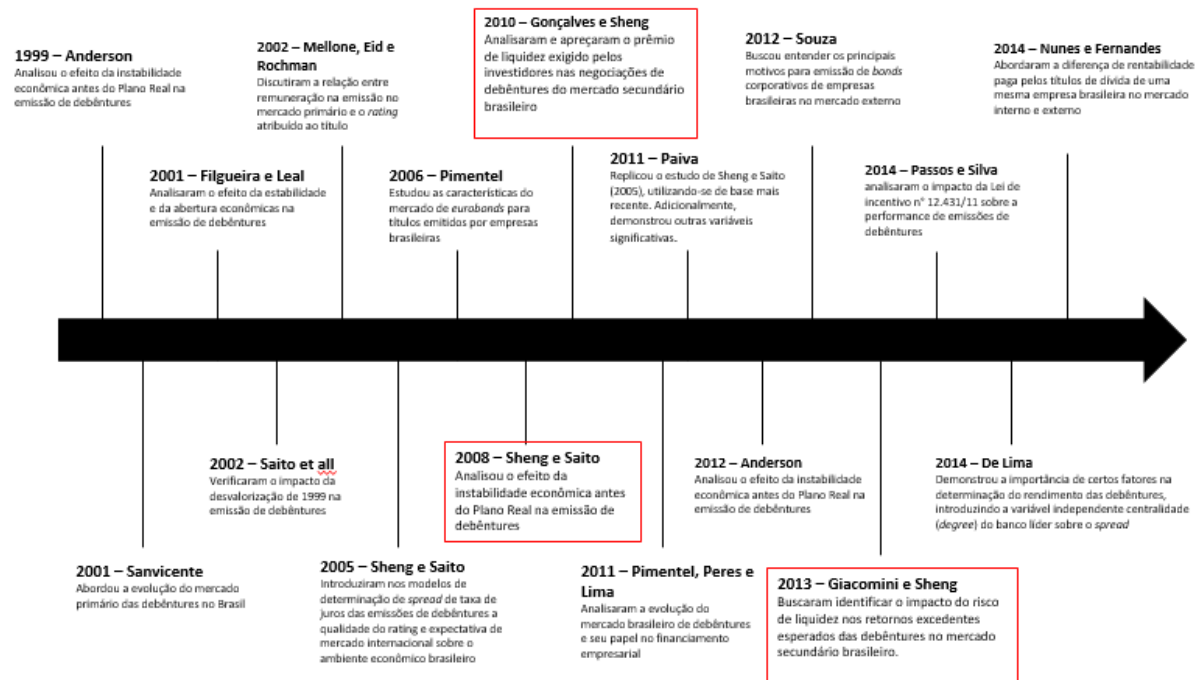 1999 – Anderson
Analisou o efeito da instabilidade
econômica antes do Plano Real na
emissão de debêntures
2001 – Filgueira e Leal
Analisaram o efeito da estabilidade
e da abertura econômicas na
emissão de debêntures
2002 – Mellone, Eid e
Rochman
Discutiram a relação entre
remuneração na emissão no
mercado primário e o rating
atribuído ao título
2006 – Pimentel
Estudou as características do
mercado de eurobonds para
títulos emitidos por empresas
brasileiras
2010 – Gonçalves e Sheng
Analisaram e apreçaram o prêmio
de liquidez exigido pelos
investidores nas negociações de
debêntures do mercado secundário
brasileiro
2011 – Paiva
Replicou o estudo de Sheng e Saito
(2005), utilizando-se de base mais
recente. Adicionalmente,
demonstrou outras variáveis
significativas.
2012 – Souza
Buscou entender os principais
motivos para emissão de bonds
corporativos de empresas
brasileiras no mercado externo
2014 – Passos e Silva
analisaram o impacto da Lei de
incentivo n° 12.431/11 sobre a
performance de emissões de
debêntures
2014 – Nunes e Fernandes
Abordaram a diferença de rentabilidade
paga pelos títulos de dívida de uma
mesma empresa brasileira no mercado
interno e externo
2001 – Sanvicente
Abordou a evolução do mercado
primário das debêntures no Brasil
2002 – Saito et all
Verificaram o impacto da
desvalorização de 1999 na
emissão de debêntures
2005 – Sheng e Saito
Introduziram nos modelos de
determinação de spread de taxa de
juros das emissões de debêntures a
qualidade do rating e expectativa de
mercado internacional sobre o
ambiente econômico brasileiro
2008 – Sheng e Saito
Analisou o efeito da
instabilidade econômica antes
do Plano Real na emissão de
debêntures
2011 – Pimentel, Peres e
Lima
Analisaram a evolução do
mercado brasileiro de debêntures
e seu papel no financiamento
empresarial
2012 – Anderson
Analisou o efeito da instabilidade
econômica antes do Plano Real na
emissão de debêntures
2013 – Giacomini e Sheng
Buscaram identificar o impacto do risco
de liquidez nos retornos excedentes
esperados das debêntures no mercado
secundário brasileiro.
2014 – De Lima
Demonstrou a importância de certos fatores na
determinação do rendimento das debêntures,
introduzindo a variável independente centralidade
(degree) do banco líder sobre o spread